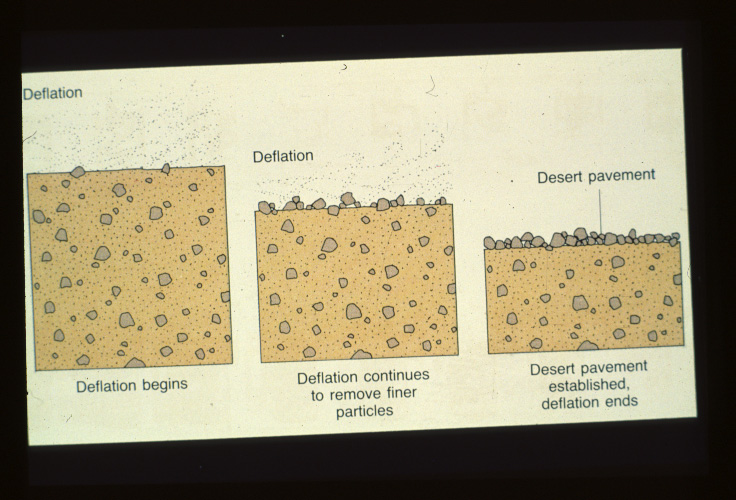 Deflation
Deflation
Desert pavement
Deflation begins
Deflation continues
to remove finer
particles
Desert pavement
established,
deflation ends